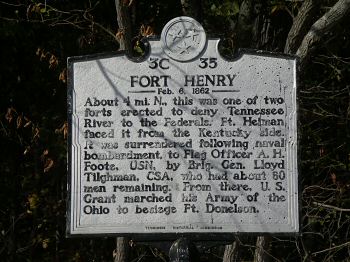 3C 35
FORT HENRY
Feb. 6, 1862
About 4 mi. N., this was one of two
forts erected to deny Tennessee
River to the Federals. Ft. Heiman
faced it from the Kentucky side.
It was surrendered following naval
bombardment, to Flag Officer A. H.
Foote, USN, by Brig. Gen. Lloyd
Tilghman, CSA, who had about 80
men remaining. From there, U. S.
Grant marched his Army of the
Ohio to besiege Ft. Donelson.
TENNESSEE HISTORICAL COMMISSION